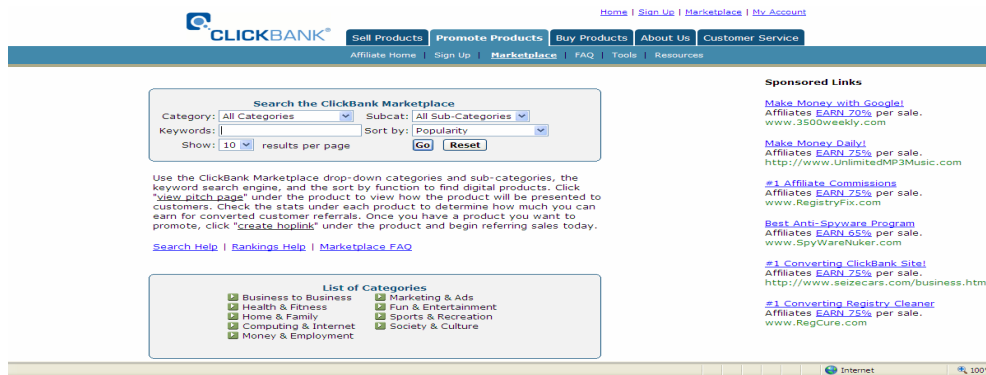 Home | Sign Up | Marketplace | My Account
CLICKBANK®
Sell Products Promote Products Buy Products About Us Customer Service
Affiliate Home | Sign Up | Marketplace | FAQ | Tools | Resources
Search the ClickBank Marketplace
Category: All Categories Subcat: All Sub-Categories
Keywords: Sort by: Popularity
Show: 10 results per page Go Reset
Use the ClickBank Marketplace drop-down categories and sub-categories, the
keyword search engine, and the sort by function to find digital products. Click
"view pitch page" under the product to view how the product will be presented to
customers. Check the stats under each product to determine how much you can
earn for converted customer referrals. Once you have a product you want to
promote, click "create hoplink" under the product and begin referring sales today.
Search Help | Rankings Help | Marketplace FAQ
List of Categories
Business to Business Marketing & Ads
Health & Fitness Fun & Entertainment
Home & Family Sports & Recreation
Computing & Internet Society & Culture
Money & Employment
Sponsored Links
Make Money with Google!
Affiliates EARN 70% per sale.
www.3500weekly.com
Make Money Daily!
Affiliates EARN 75% per sale.
http://www.UnlimitedMP3Music.com
#1 Affiliate Commissions
Affiliates EARN 75% per sale.
www.RegistryFix.com
Best Anti-Spyware Program
Affiliates EARN 65% per sale.
www.SpyWareNuker.com
#1 Converting ClickBank Site!
Affiliates EARN 75% per sale.
http://www.seizecars.com/business.htm
#1 Converting Registry Cleaner
Affiliates EARN 75% per sale.
www.RegCure.com
Internet 100%